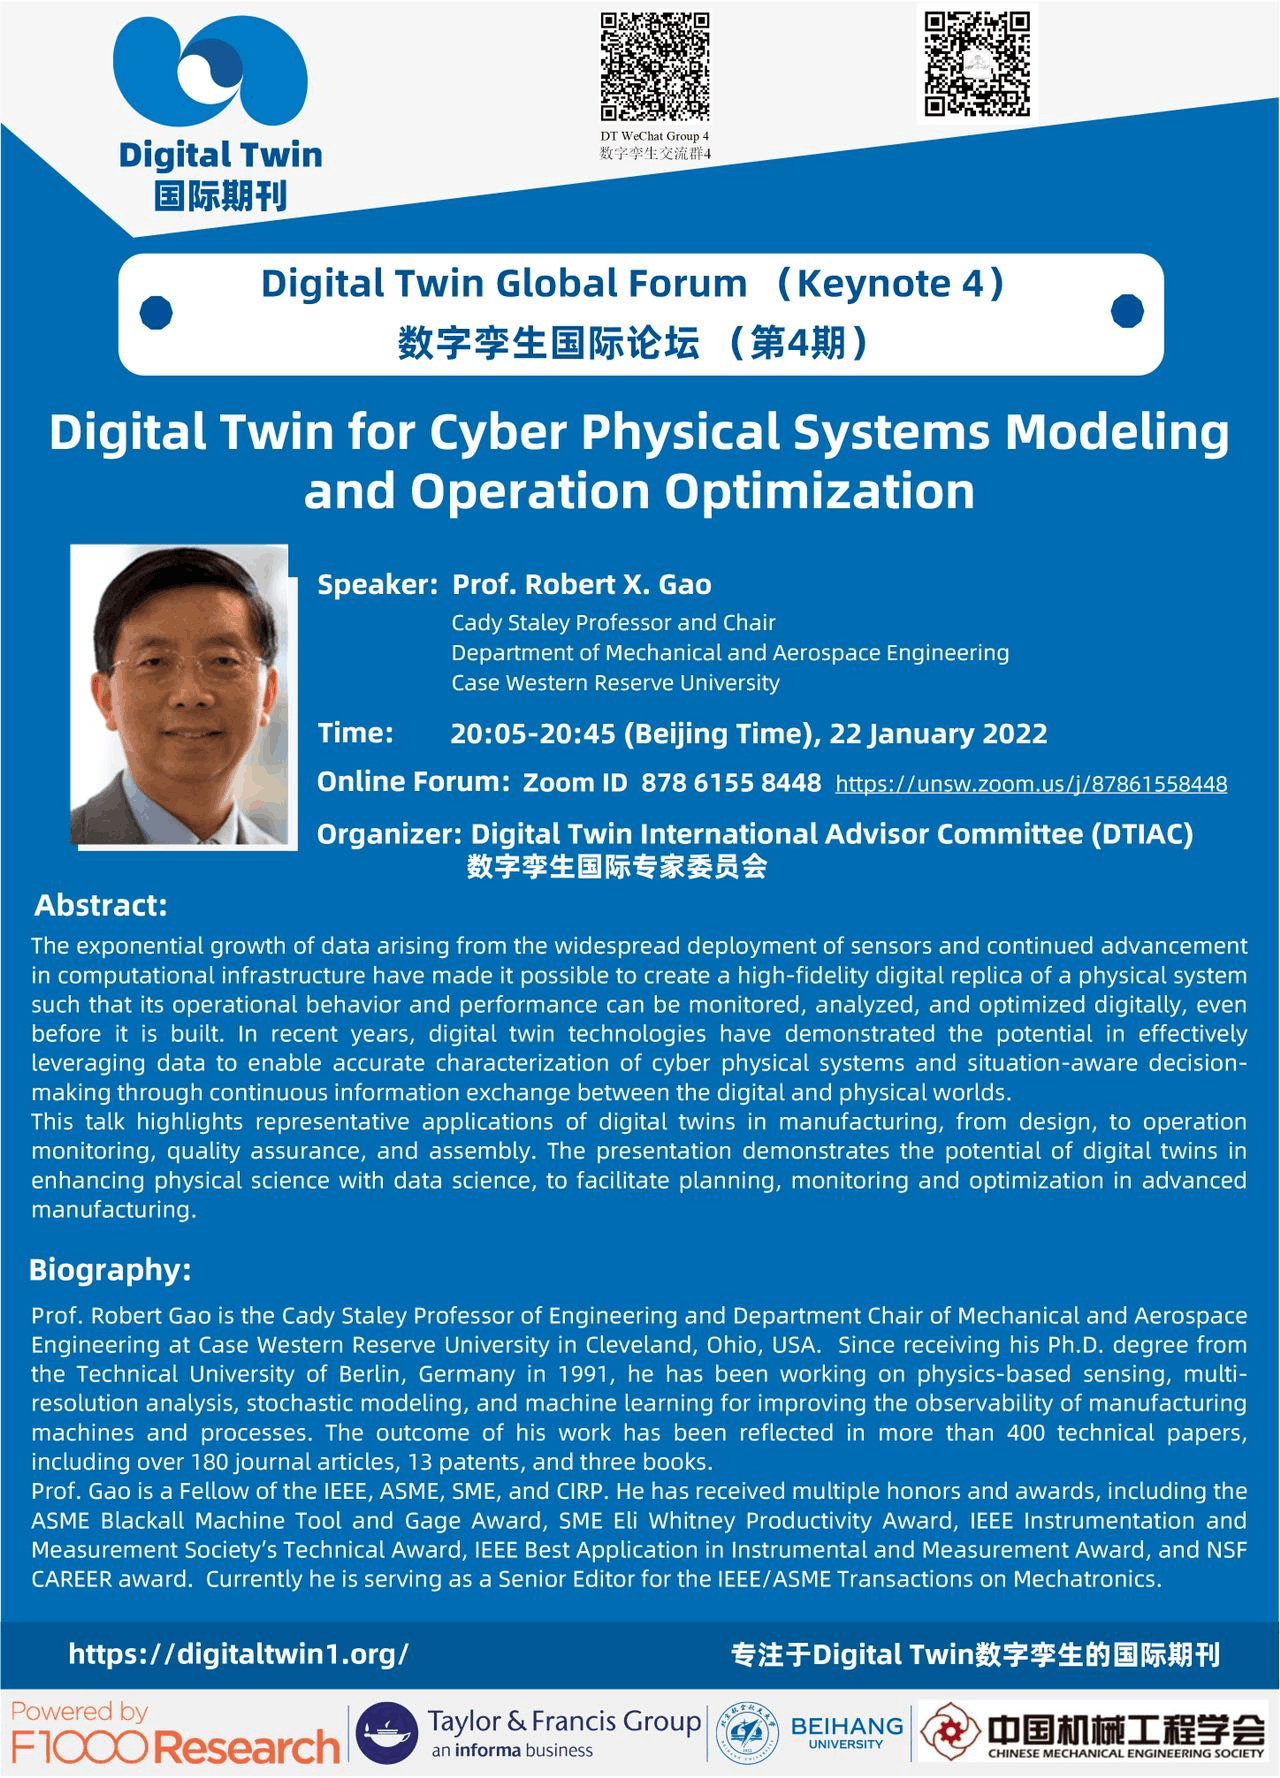 DT WeChat Group 4
数字孪生交流群4
Digital Twin
国际期刊
Digital Twin Global Forum （Keynote 4）
数字孪生国际论坛 （第4期）
Digital Twin for Cyber Physical Systems Modeling
and Operation Optimization
Speaker: Prof. Robert X. Gao
Cady Staley Professor and Chair
Department of Mechanical and Aerospace Engineering
Case Western Reserve University
Time: 20:05-20:45 (Beijing Time), 22 January 2022
Online Forum: Zoom ID 878 6155 8448 https://unsw.zoom.us/j/87861558448
Organizer: Digital Twin International Advisor Committee (DTIAC)
数字孪生国际专家委员会
Abstract:
The exponential growth of data arising from the widespread deployment of sensors and continued advancement
in computational infrastructure have made it possible to create a high-fidelity digital replica of a physical system
such that its operational behavior and performance can be monitored, analyzed, and optimized digitally, even
before it is built. In recent years, digital twin technologies have demonstrated the potential in effectively
leveraging data to enable accurate characterization of cyber physical systems and situation-aware decision-
making through continuous information exchange between the digital and physical worlds.
This talk highlights representative applications of digital twins in manufacturing, from design, to operation
monitoring, quality assurance, and assembly. The presentation demonstrates the potential of digital twins in
enhancing physical science with data science, to facilitate planning, monitoring and optimization in advanced
manufacturing.
Biography:
Prof. Robert Gao is the Cady Staley Professor of Engineering and Department Chair of Mechanical and Aerospace
Engineering at Case Western Reserve University in Cleveland, Ohio, USA. Since receiving his Ph.D. degree from
the Technical University of Berlin, Germany in 1991, he has been working on physics-based sensing, multi-
resolution analysis, stochastic modeling, and machine learning for improving the observability of manufacturing
machines and processes. The outcome of his work has been reflected in more than 400 technical papers,
including over 180 journal articles, 13 patents, and three books.
Prof. Gao is a Fellow of the IEEE, ASME, SME, and CIRP. He has received multiple honors and awards, including the
ASME Blackall Machine Tool and Gage Award, SME Eli Whitney Productivity Award, IEEE Instrumentation and
Measurement Society’s Technical Award, IEEE Best Application in Instrumental and Measurement Award, and NSF
CAREER award. Currently he is serving as a Senior Editor for the IEEE/ASME Transactions on Mechatronics.
https://digitaltwin1.org/ 专注于Digital Twin数字孪生的国际期刊
Powered by
F1000Research
Taylor & Francis Group
an informa business
BEIHANG
UNIVERSITY
中国机械工程学会
CHINESE MECHANICAL ENGINEERING SOCIETY